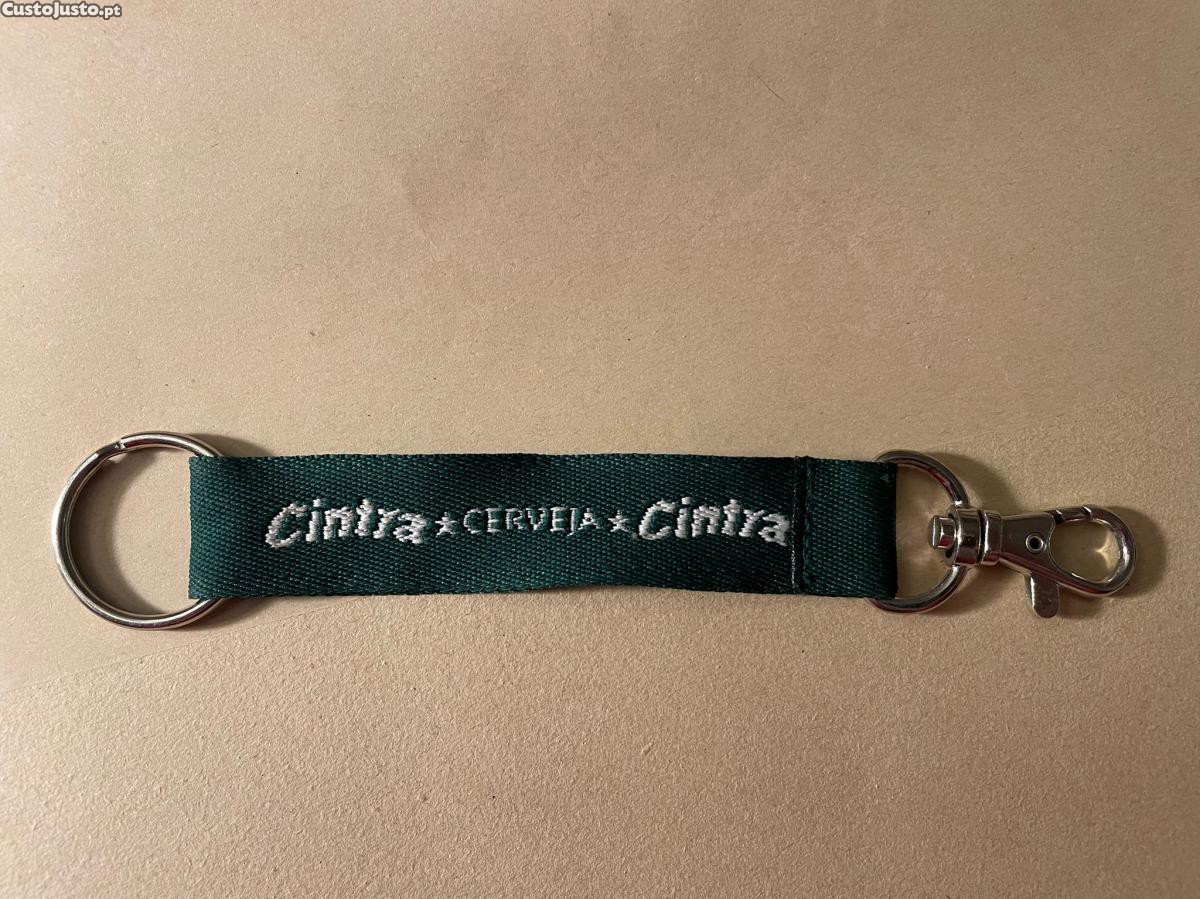 CustoJusto.pt
Cintra ★ CERVEJA ★ Cintra